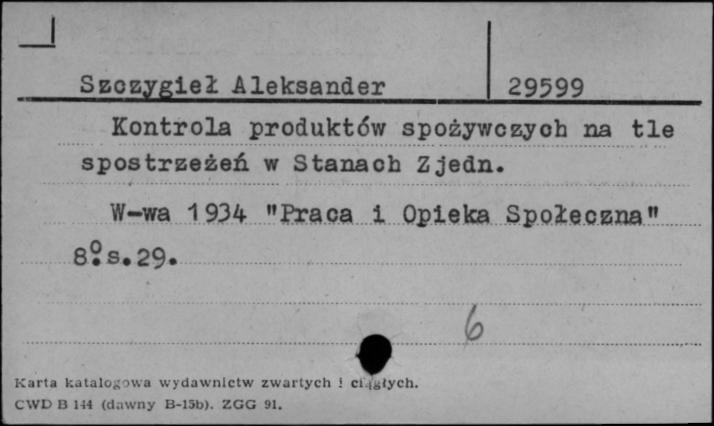 Szczygieł Aleksander 29599
Kontrola produktów spożywczych na tle
spostrzeżeń w Stanach Zjedn.
W-wa 1934 "Praca i Opieka Społeczna"
8º.s.29.
6
Karta katalogowa wydawnictw zwartych i ciągłych.
CWD B 144 (dawny B-15b). ZGG 91.